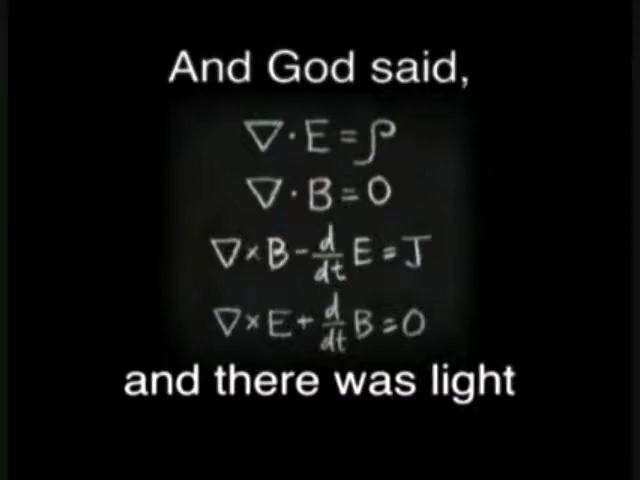 And God said,
∇·E=ρ
∇·B=0
∇×B-d/dt E=J
∇×E+d/dt B=0
and there was light